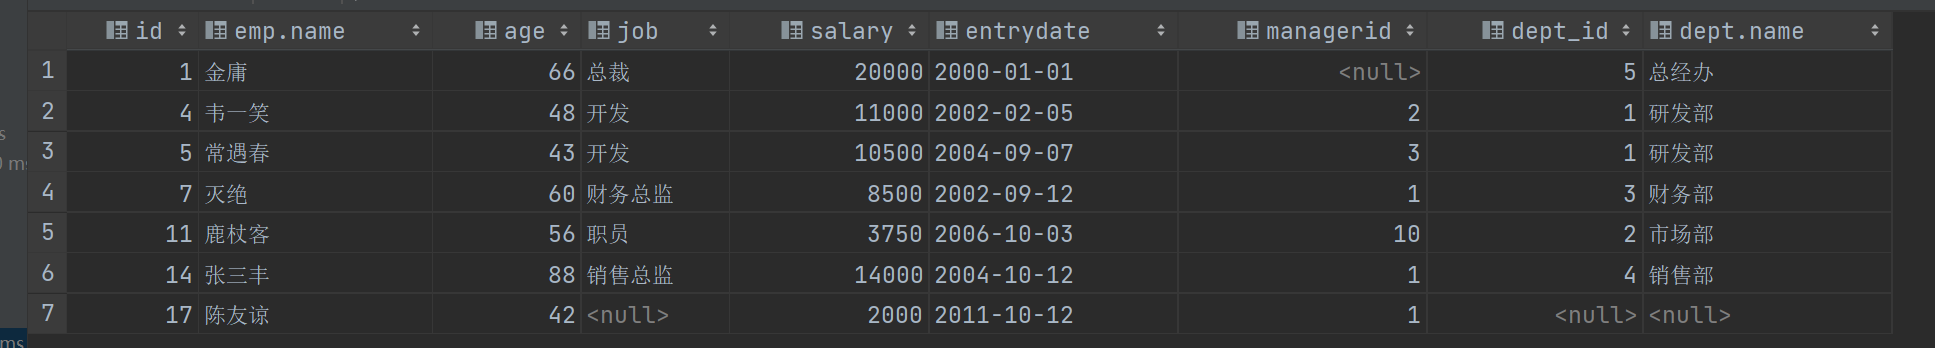 id emp.name age job salary entrydate managerid dept_id dept.name
1 1 金庸 66 总裁 20000 2000-01-01 <null> 5 总经办
2 4 韦一笑 48 开发 11000 2002-02-05 2 1 研发部
3 5 常遇春 43 开发 10500 2004-09-07 3 1 研发部
s
0 ms
4 7 灭绝 60 财务总监 8500 2002-09-12 1 3 财务部
5 11 鹿杖客 56 职员 3750 2006-10-03 10 2 市场部
6 14 张三丰 88 销售总监 14000 2004-10-12 1 4 销售部
7 17 陈友谅 42 <null> 2000 2011-10-12 1 <null> <null>
ms